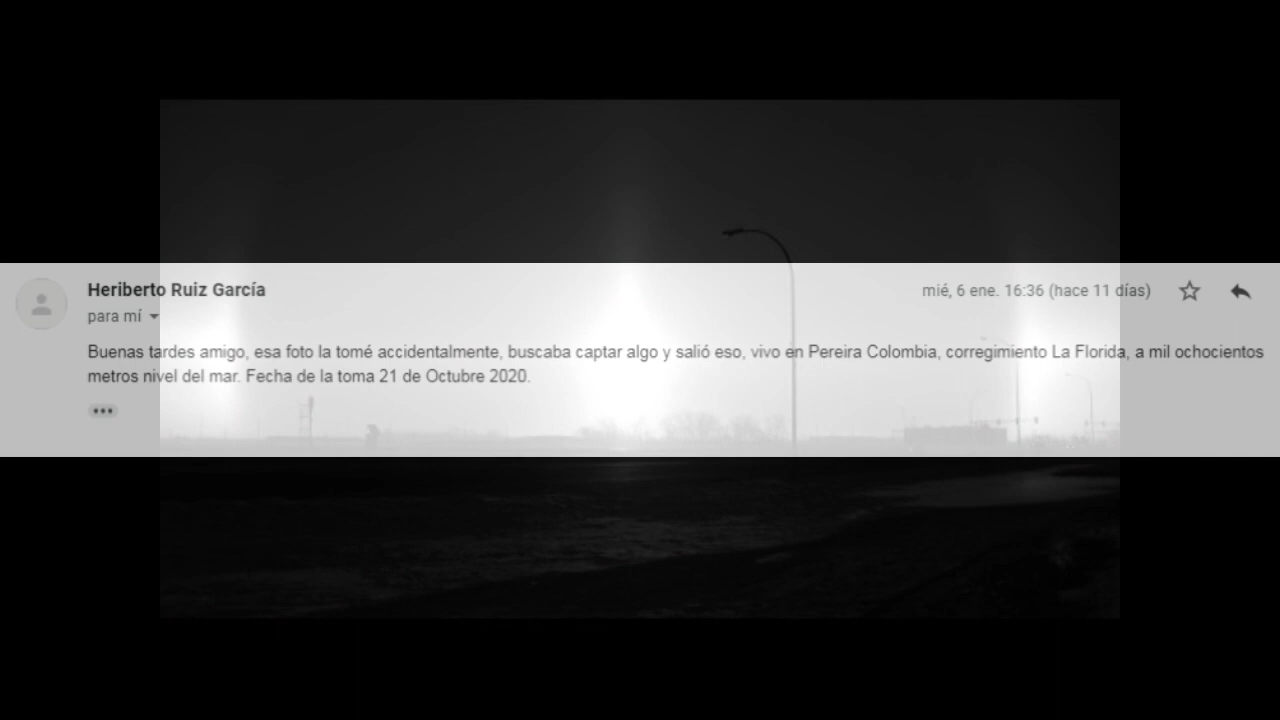 Heriberto Ruiz García
mié, 6 ene. 16:36 (hace 11 días)
para mí
Buenas tardes amigo, esa foto la tomé accidentalmente, buscaba captar algo y salió eso, vivo en Pereira Colombia, corregimiento La Florida, a mil ochocientos
metros nivel del mar. Fecha de la toma 21 de Octubre 2020.